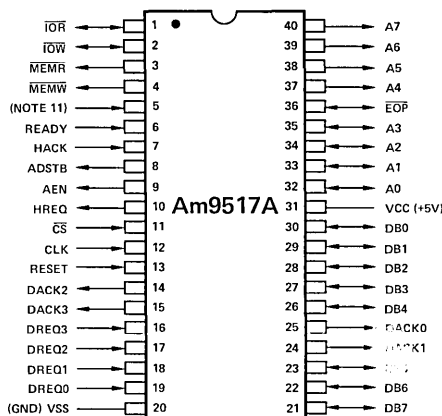 IOR 1 40 A7
IOW 2 39 A6
MEMR 3 38 A5
MEMW 4 37 A4
(NOTE 11) 5 36 EOP
READY 6 35 A3
HACK 7 34 A2
ADSTB 8 33 A1
AEN 9 32 A0
HREQ 10 Am9517A 31 VCC (+5V)
CS 11 30 DB0
CLK 12 29 DB1
RESET 13 28 DB2
DACK2 14 27 DB3
DACK3 15 26 DB4
DREQ3 16 25 DACK0
DREQ2 17 24 DACK1
DREQ1 18 23
DREQ0 19 22 DB6
(GND) VSS 20 21 DB7